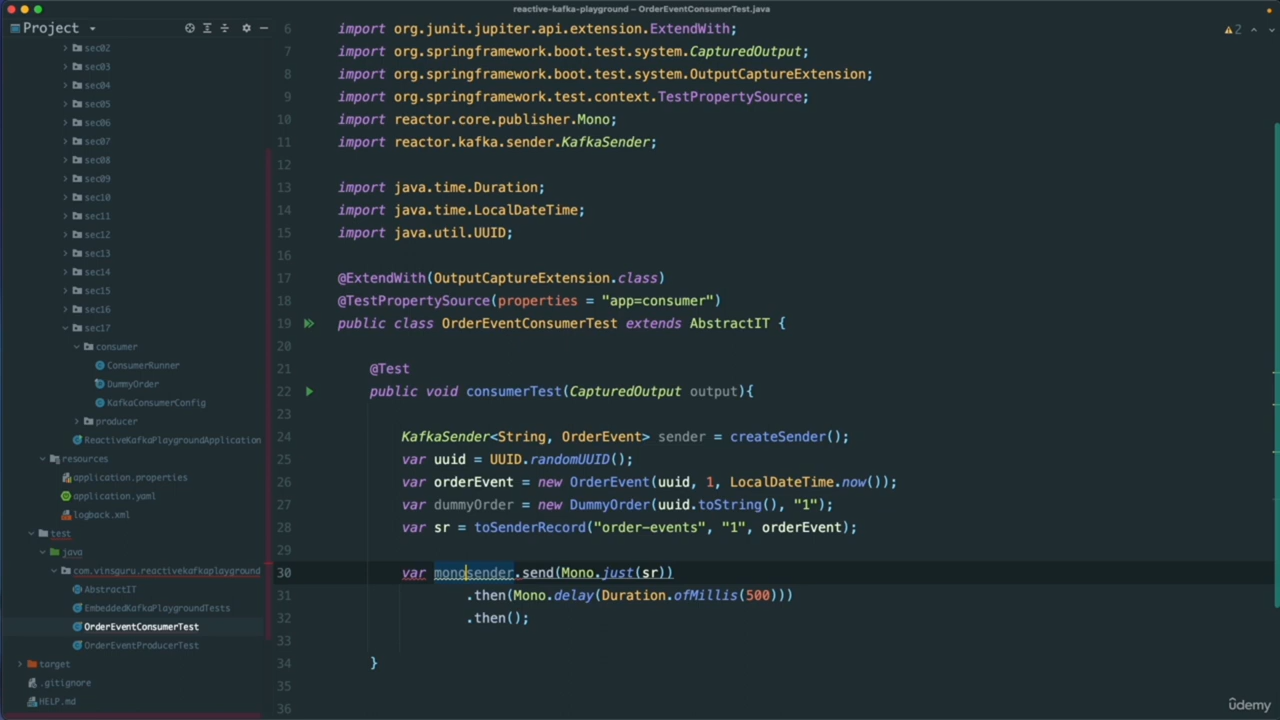 reactive-kafka-playground – OrderEventConsumerTest.java
Project
sec02
sec03
sec04
sec05
sec06
sec07
sec08
sec09
sec10
sec11
sec12
sec13
sec14
sec15
sec16
sec17
consumer
ConsumerRunner
DummyOrder
KafkaConsumerConfig
producer
ReactiveKafkaPlaygroundApplication
resources
application.properties
application.yaml
logback.xml
test
java
com.vinsguru.reactivekafkaplayground
AbstractIT
EmbeddedKafkaPlaygroundTests
OrderEventConsumerTest
OrderEventProducerTest
target
.gitignore
HELP.md
2
6 import org.junit.jupiter.api.extension.ExtendWith;
7 import org.springframework.boot.test.system.CapturedOutput;
8 import org.springframework.boot.test.system.OutputCaptureExtension;
9 import org.springframework.test.context.TestPropertySource;
10 import reactor.core.publisher.Mono;
11 import reactor.kafka.sender.KafkaSender;
12
13 import java.time.Duration;
14 import java.time.LocalDateTime;
15 import java.util.UUID;
16
17 @ExtendWith(OutputCaptureExtension.class)
18 @TestPropertySource(properties = "app=consumer")
19 public class OrderEventConsumerTest extends AbstractIT {
20
21 @Test
22 public void consumerTest(CapturedOutput output){
23
24 KafkaSender<String, OrderEvent> sender = createSender();
25 var uuid = UUID.randomUUID();
26 var orderEvent = new OrderEvent(uuid, 1, LocalDateTime.now());
27 var dummyOrder = new DummyOrder(uuid.toString(), "1");
28 var sr = toSenderRecord("order-events", "1", orderEvent);
29
30 var monosender.send(Mono.just(sr))
31 .then(Mono.delay(Duration.ofMillis(500)))
32 .then();
33
34 }
35
36
ûdemy